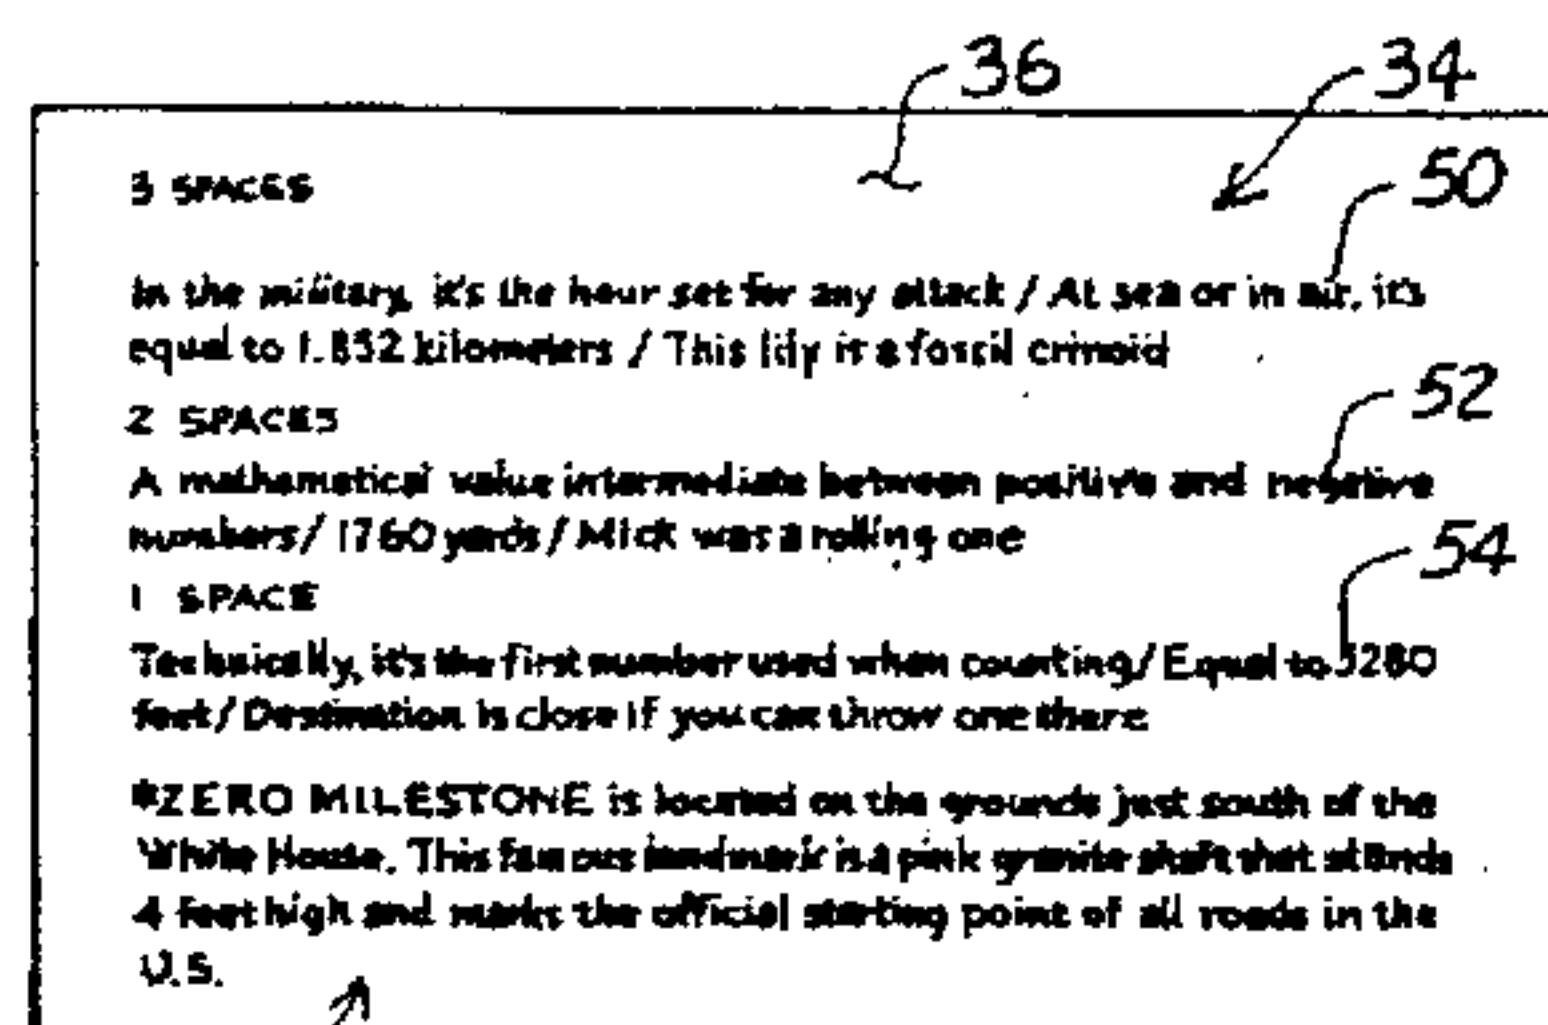 36
34
3 SPACES
50
In the military, it's the hour set for any attack / At sea or in air, it's
equal to 1.852 kilometers / This lily is a fossil crinoid
52
2 SPACES
A mathematical value intermediate between positive and negative
numbers / 1760 yards / Mick was a rolling one
54
1 SPACE
Technically, it's the first number used when counting / Equal to 5280
feet / Destination is close if you can throw one there
*ZERO MILESTONE is located on the grounds just south of the
White House. This famous landmark is a pink granite shaft that stands
4 feet high and marks the official starting point of all roads in the
U.S.